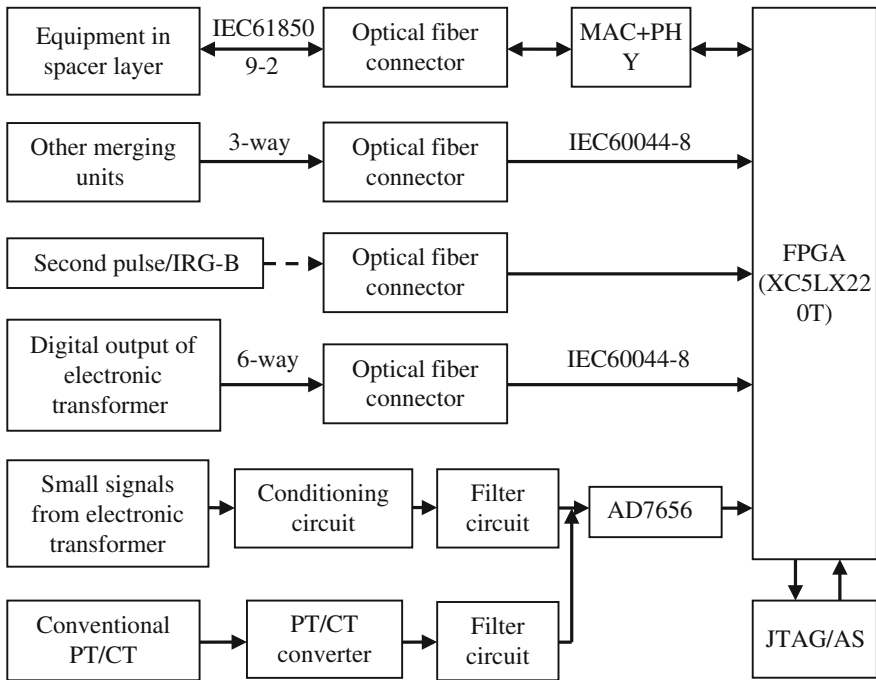 Equipment in
spacer layer
IEC61850
9-2
Optical fiber
connector
MAC+PH
Y
Other merging
units
3-way
Optical fiber
connector
IEC60044-8
Second pulse/IRG-B
Optical fiber
connector
FPGA
(XC5LX22
0T)
Digital output of
electronic
transformer
6-way
Optical fiber
connector
IEC60044-8
Small signals
from electronic
transformer
Conditioning
circuit
Filter
circuit
AD7656
Conventional
PT/CT
PT/CT
converter
Filter
circuit
JTAG/AS